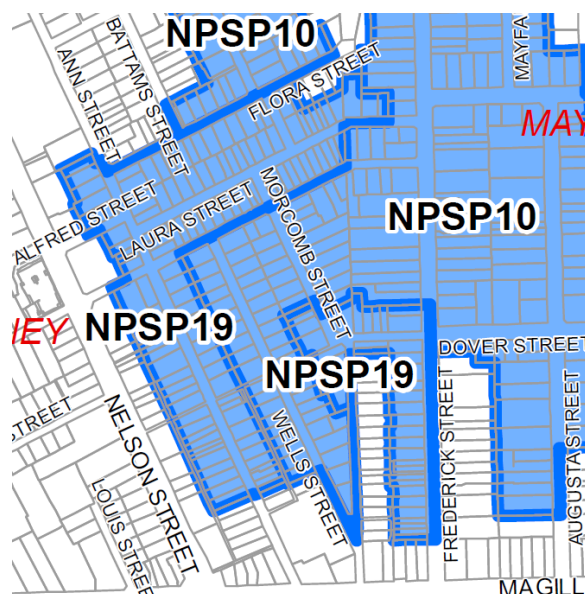 NPSP10
ANN STREET
BATTAMS STREET
FLORA STREET
MAYFA
MAY
ALFRED STREET
LAURA STREET
MORCOMB STREET
NPSP10
NEY
NPSP19
NPSP19
DOVER STREET
STREET
NELSON STREET
WELLS STREET
FREDERICK STREET
AUGUSTA STREET
LOUIS STREE
MAGILL